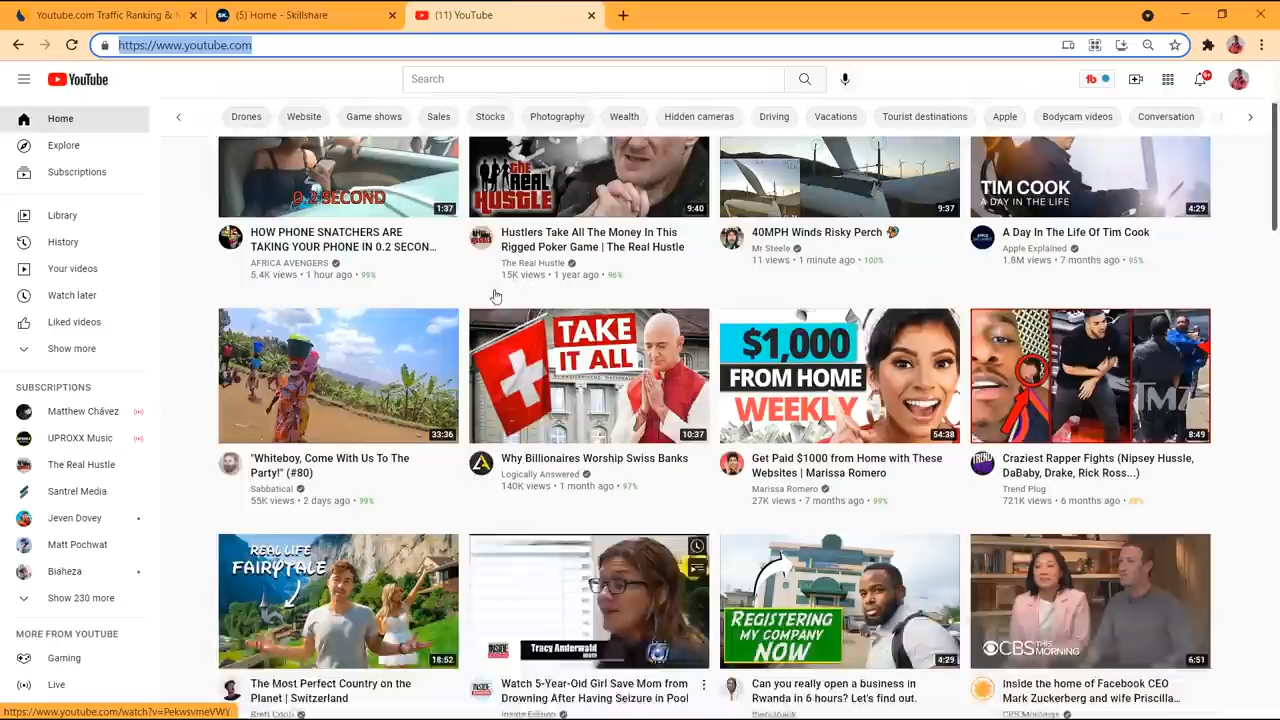 Youtube.com Traffic Ranking &
(5) Home - Skillshare
(11) YouTube
https://www.youtube.com
YouTube
Search
9+
Home
Explore
Subscriptions
Library
History
Your videos
Watch later
Liked videos
Show more
SUBSCRIPTIONS
Matthew Chávez
UPROXX Music
The Real Hustle
Santrel Media
Jeven Dovey
Matt Pochwat
Biaheza
Show 230 more
MORE FROM YOUTUBE
Gaming
Live
Drones
Website
Game shows
Sales
Stocks
Photography
Wealth
Hidden cameras
Driving
Vacations
Tourist destinations
Apple
Bodycam videos
Conversation
0.2 SECOND
1:37
HOW PHONE SNATCHERS ARE
TAKING YOUR PHONE IN 0.2 SECON...
AFRICA AVENGERS
5.4K views • 1 hour ago • 99%
THE REAL HUSTLE
9:40
Hustlers Take All The Money In This
Rigged Poker Game | The Real Hustle
The Real Hustle
15K views • 1 year ago • 96%
9:37
40MPH Winds Risky Perch
Mr Steele
11 views • 1 minute ago • 100%
TIM COOK
A DAY IN THE LIFE
4:29
A Day In The Life Of Tim Cook
Apple Explained
1.8M views • 7 months ago • 95%
33:36
"Whiteboy, Come With Us To The
Party!" (#80)
Sabbatical
55K views • 2 days ago • 99%
TAKE
IT ALL
10:37
Why Billionaires Worship Swiss Banks
Logically Answered
140K views • 1 month ago • 97%
$1,000
FROM HOME
WEEKLY
54:38
Get Paid $1000 from Home with These
Websites | Marissa Romero
Marissa Romero
27K views • 7 months ago • 99%
TMZ
8:49
Craziest Rapper Fights (Nipsey Hussle,
DaBaby, Drake, Rick Ross...)
Trend Plug
721K views • 6 months ago •
REAL LIFE
FAIRYTALE
18:52
The Most Perfect Country on the
Planet | Switzerland
Tracy Anderwald
Watch 5-Year-Old Girl Save Mom from
Drowning After Having Seizure in Pool
REGISTERING
MY COMPANY
NOW
4:29
Can you really open a business in
Rwanda in 6 hours? Let's find out.
CBS THIS MORNING
6:51
Inside the home of Facebook CEO
Mark Zuckerberg and wife Priscilla...
https://www.youtube.com/watch?v=PekwsvmeVWY